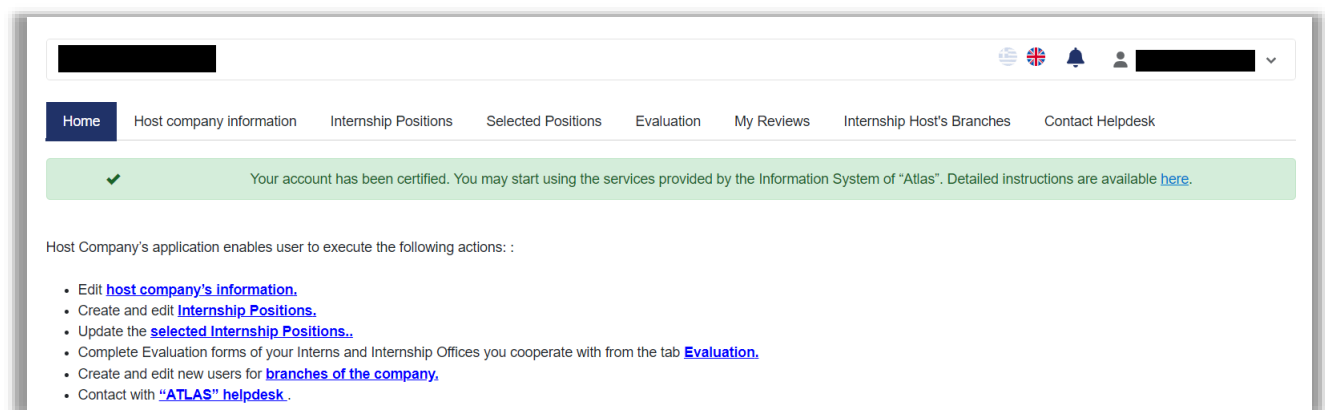 Home Host company information Internship Positions Selected Positions Evaluation My Reviews Internship Host's Branches Contact Helpdesk
Your account has been certified. You may start using the services provided by the Information System of “Atlas”. Detailed instructions are available here.
Host Company’s application enables user to execute the following actions: :
• Edit host company’s information.
• Create and edit Internship Positions.
• Update the selected Internship Positions..
• Complete Evaluation forms of your Interns and Internship Offices you cooperate with from the tab Evaluation.
• Create and edit new users for branches of the company.
• Contact with “ATLAS” helpdesk .